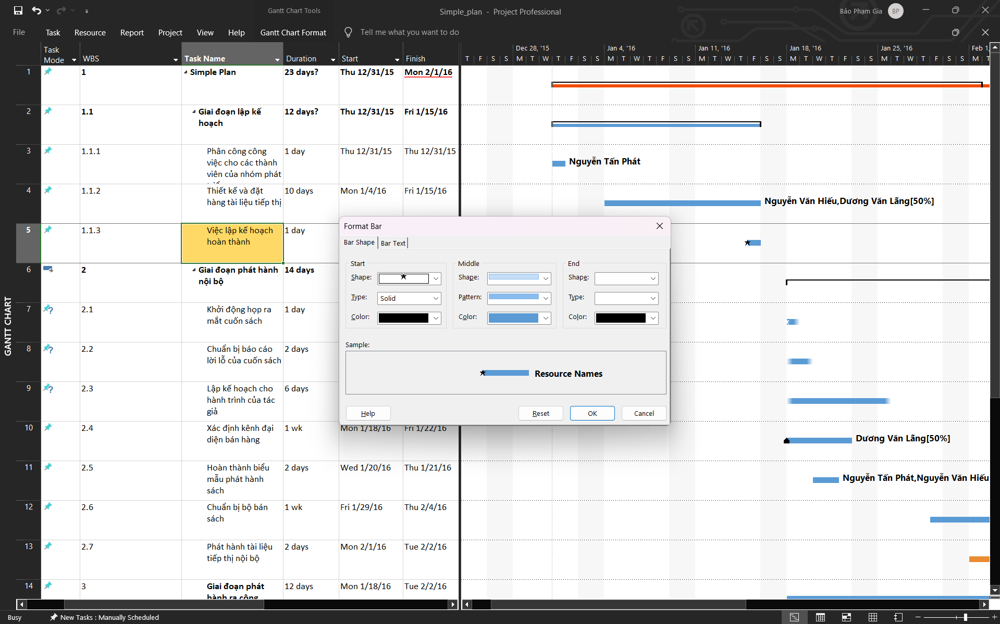 Gantt Chart Tools
Simple_plan - Project Professional
Bảo Phạm Gia
BP
File Task Resource Report Project View Help Gantt Chart Format Tell me what you want to do
Task Mode
WBS
Task Name
Duration
Start
Finish
Dec 28, '15 Jan 4, '16 Jan 11, '16 Jan 18, '16 Jan 25, '16 Feb 1,
T F S S M T W T F S S M T W T F S S M T W T F S S M T W T F S S M T W T F S S M T
1 1 Simple Plan 23 days? Thu 12/31/15 Mon 2/1/16
2 1.1 Giai đoạn lập kế 12 days? Thu 12/31/15 Fri 1/15/16
hoạch
3 1.1.1 Phân công công 1 day Thu 12/31/15 Thu 12/31/15
việc cho các thành
viên của nhóm phát
Nguyễn Tấn Phát
4 1.1.2 Thiết kế và đặt 10 days Mon 1/4/16 Fri 1/15/16
hàng tài liệu tiếp thị
Nguyễn Văn Hiếu,Dương Văn Lãng[50%]
5 1.1.3 Việc lập kế hoạch 1 day
hoàn thành
6 2 Giai đoạn phát hành 14 days
nội bộ
7 2.1 Khởi động họp ra 1 day
mắt cuốn sách
8 2.2 Chuẩn bị báo cáo 2 days
lời lỗ của cuốn sách
9 2.3 Lập kế hoạch cho 6 days
hành trình của tác
giả
10 2.4 Xác định kênh đại 1 wk Mon 1/18/16 Fri 1/22/16
diện bán hàng
Dương Văn Lãng[50%]
11 2.5 Hoàn thành biểu 2 days Wed 1/20/16 Thu 1/21/16
mẫu phát hành
sách
Nguyễn Tấn Phát,Nguyễn Văn Hiếu
12 2.6 Chuẩn bị bộ bán 1 wk Fri 1/29/16 Thu 2/4/16
sách
13 2.7 Phát hành tài liệu 2 days Mon 2/1/16 Tue 2/2/16
tiếp thị nội bộ
14 3 Giai đoạn phát 12 days Mon 1/18/16 Tue 2/2/16
hành ra công
GANTT CHART
Format Bar
Bar Shape Bar Text
Start Middle End
Shape: Shape: Shape:
Type: Solid Pattern: Type:
Color: Color: Color:
Sample:
Resource Names
Help Reset OK Cancel
Busy New Tasks : Manually Scheduled